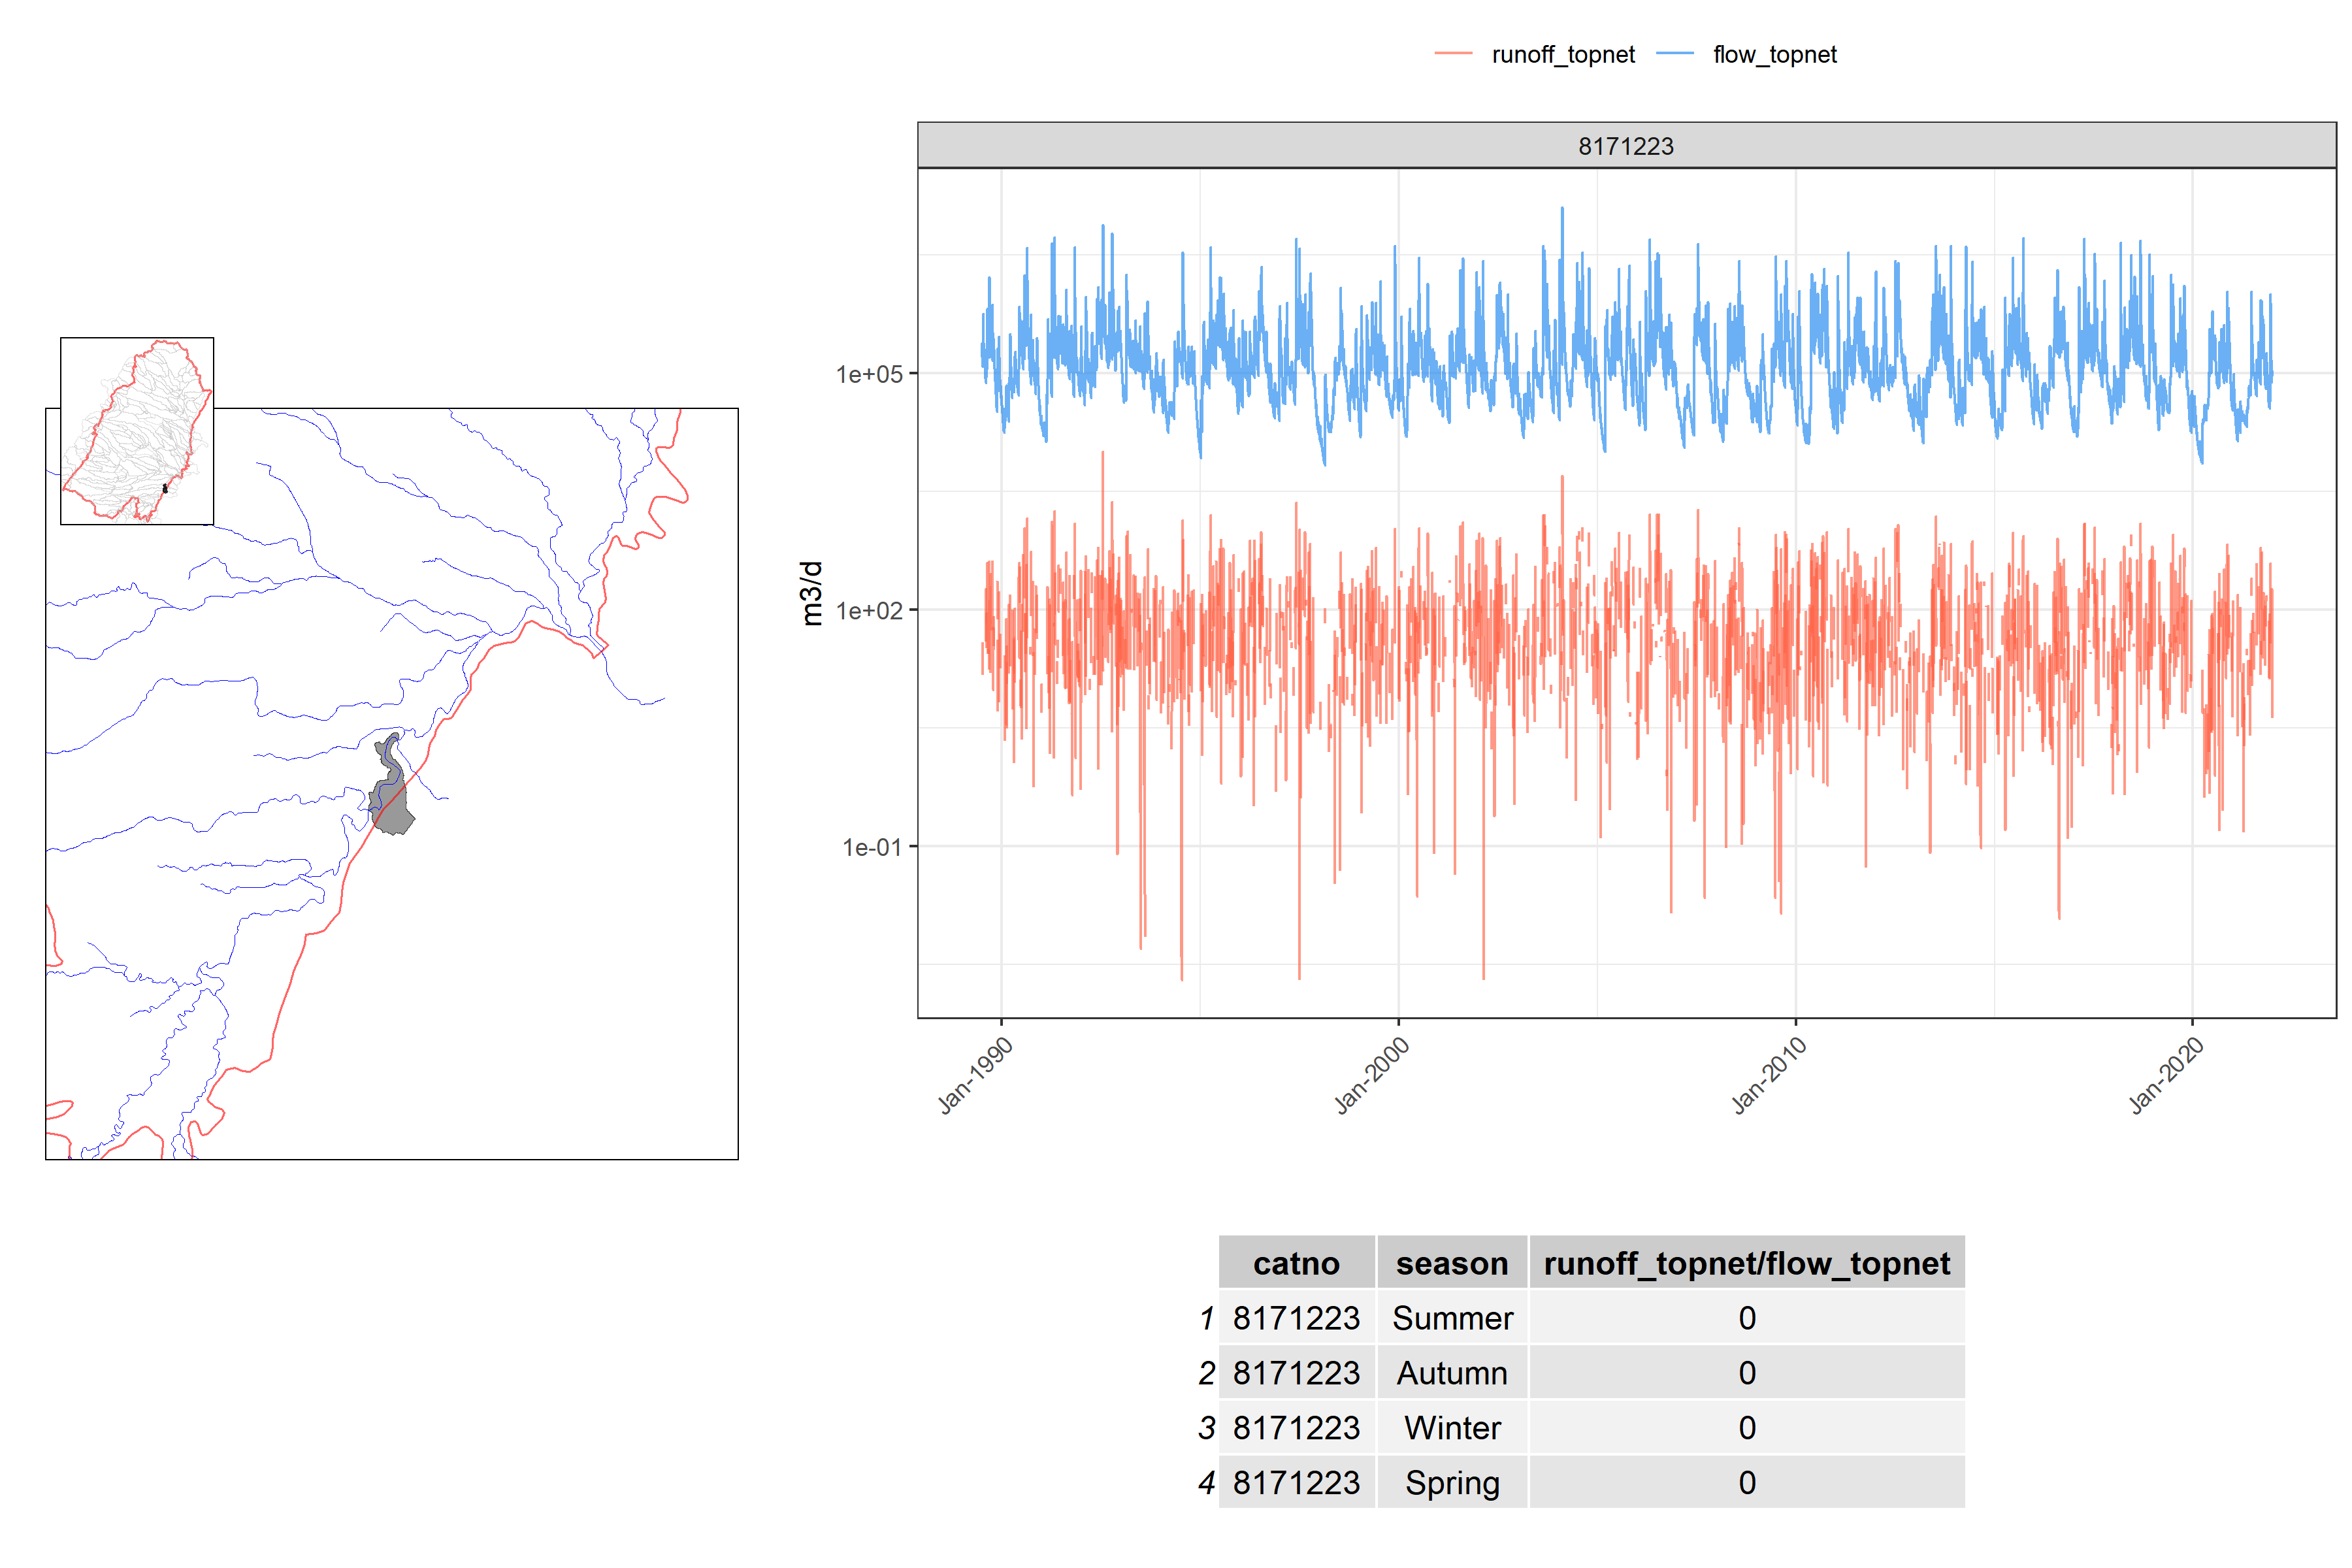 runoff_topnet flow_topnet
8171223
m3/d
1e+05
1e+02
1e-01
Jan-1990 Jan-2000 Jan-2010 Jan-2020
catno season runoff_topnet/flow_topnet
1 8171223 Summer 0
2 8171223 Autumn 0
3 8171223 Winter 0
4 8171223 Spring 0